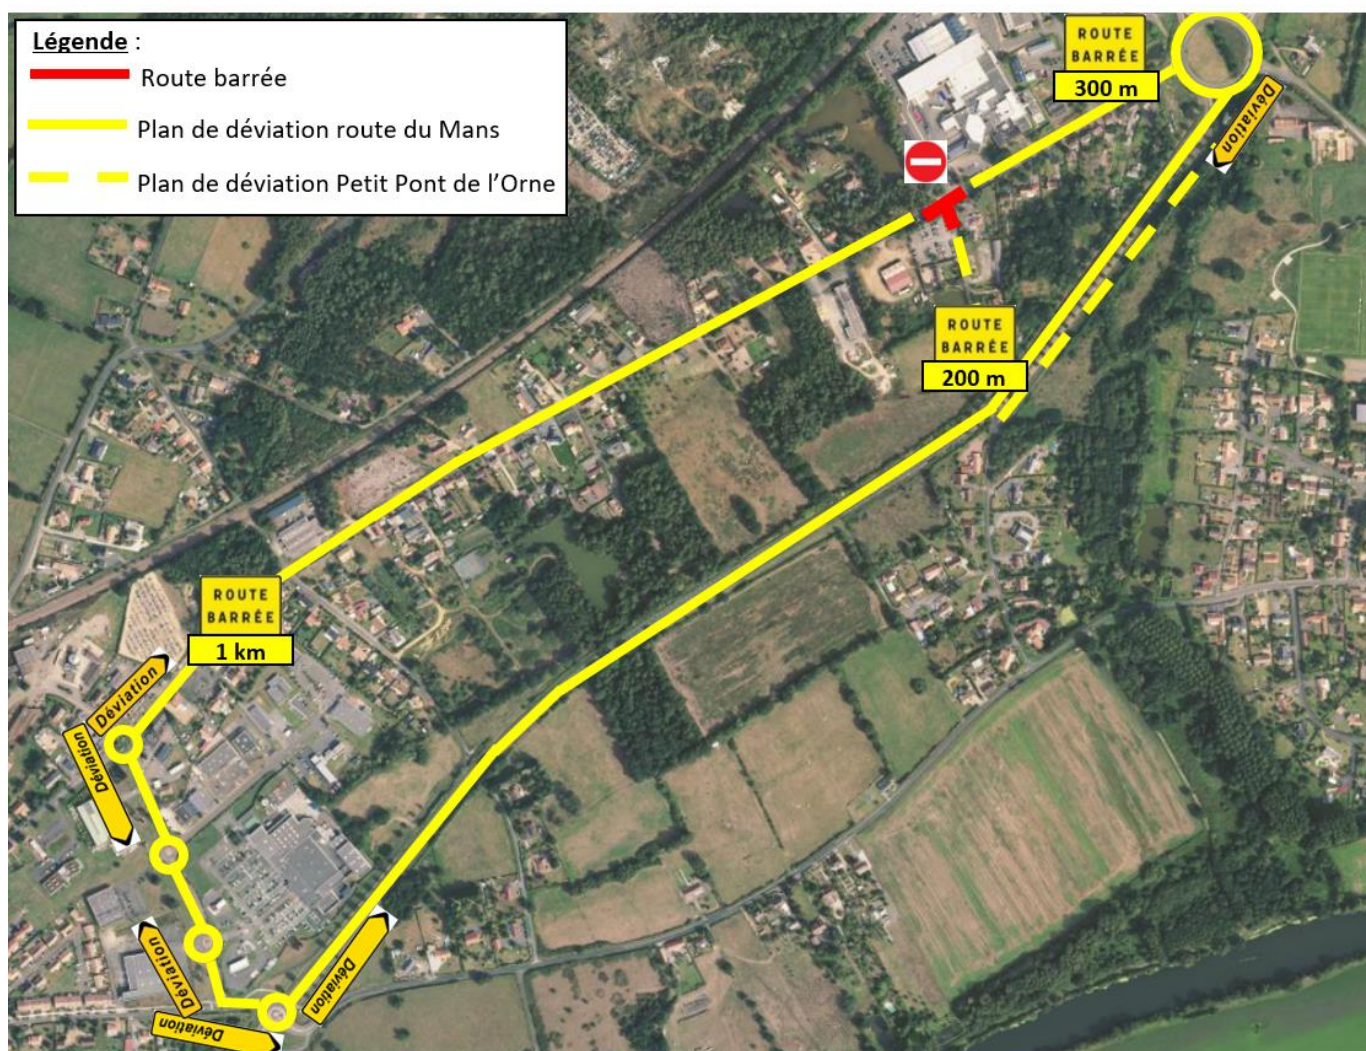 Légende :
Route barrée
Plan de déviation route du Mans
Plan de déviation Petit Pont de l'Orne
ROUTE
BARRÉE
300 m
Déviation
ROUTE
BARRÉE
200 m
ROUTE
BARRÉE
1 km
Déviation
Déviation
Déviation
Déviation
Déviation